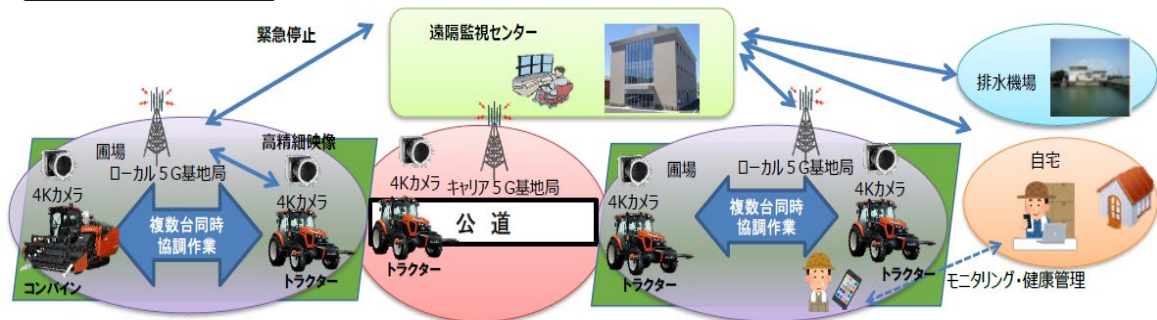 緊急停止
遠隔監視センター
排水機場
高精細映像
圃場
ローカル5G基地局
4Kカメラ
4Kカメラ
複数台同時
協調作業
コンバイン
トラクター
4Kカメラ
キャリア5G基地局
公 道
トラクター
圃場
ローカル5G基地局
4Kカメラ
4Kカメラ
複数台同時
協調作業
トラクター
トラクター
自宅
モニタリング・健康管理